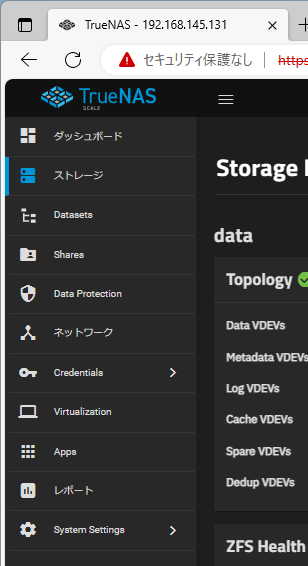 TrueNAS - 192.168.145.131
セキュリティ保護なし
https
TrueNAS
SCALE
ダッシュボード
ストレージ
Storage
Datasets
data
Shares
Topology
Data Protection
ネットワーク
Data VDEVs
Metadata VDEVs
Credentials
Log VDEVs
Virtualization
Cache VDEVs
Apps
Spare VDEVs
レポート
Dedup VDEVs
System Settings
ZFS Health